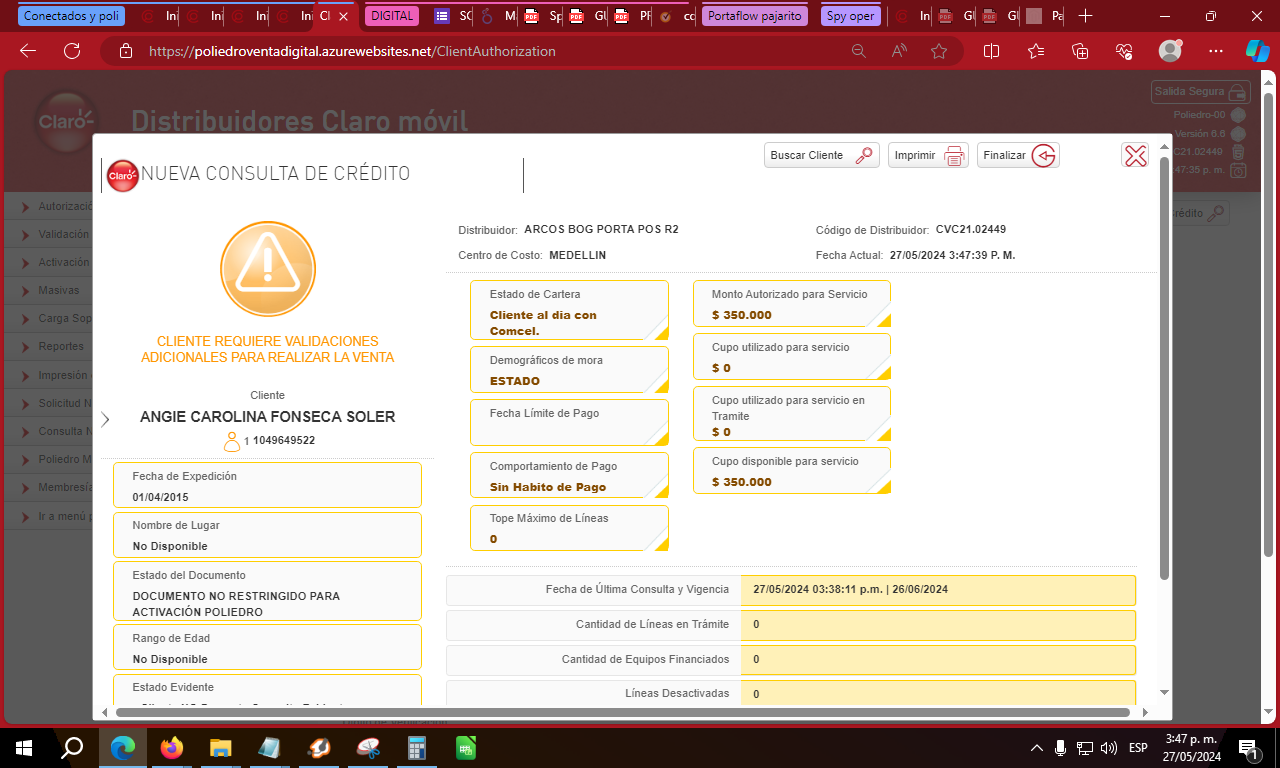 Conectados y poli
In
In
In
In
Cl
DIGITAL
SC
M
Sp
GU
PF
cc
Portaflow pajarito
Spy oper
In
GU
GU
Pa
https://poliedroventadigital.azurewebsites.net/ClientAuthorization
Claro
Distribuidores Claro móvil
Salida Segura
Poliedro-00
Versión 6.6
C21.02449
:47:35 p. m.
Autorizació
Validación
Activación
Masivas
Carga Sop
Reportes
Impresión
Solicitud N
Consulta N
Poliedro M
Membresía
Ir a menú p
rédito
Claro
NUEVA CONSULTA DE CRÉDITO
Buscar Cliente
Imprimir
Finalizar
CLIENTE REQUIERE VALIDACIONES
ADICIONALES PARA REALIZAR LA VENTA
Cliente
ANGIE CAROLINA FONSECA SOLER
1 1049649522
Fecha de Expedición
01/04/2015
Nombre de Lugar
No Disponible
Estado del Documento
DOCUMENTO NO RESTRINGIDO PARA
ACTIVACIÓN POLIEDRO
Rango de Edad
No Disponible
Estado Evidente
Distribuidor: ARCOS BOG PORTA POS R2
Código de Distribuidor: CVC21.02449
Centro de Costo: MEDELLIN
Fecha Actual: 27/05/2024 3:47:39 P. M.
Estado de Cartera
Cliente al dia con
Comcel.
Demográficos de mora
ESTADO
Fecha Límite de Pago
Comportamiento de Pago
Sin Habito de Pago
Tope Máximo de Líneas
0
Monto Autorizado para Servicio
$ 350.000
Cupo utilizado para servicio
$ 0
Cupo utilizado para servicio en
Tramite
$ 0
Cupo disponible para servicio
$ 350.000
Fecha de Última Consulta y Vigencia 27/05/2024 03:38:11 p.m. | 26/06/2024
Cantidad de Líneas en Trámite 0
Cantidad de Equipos Financiados 0
Líneas Desactivadas 0
ESP
3:47 p. m.
27/05/2024
1